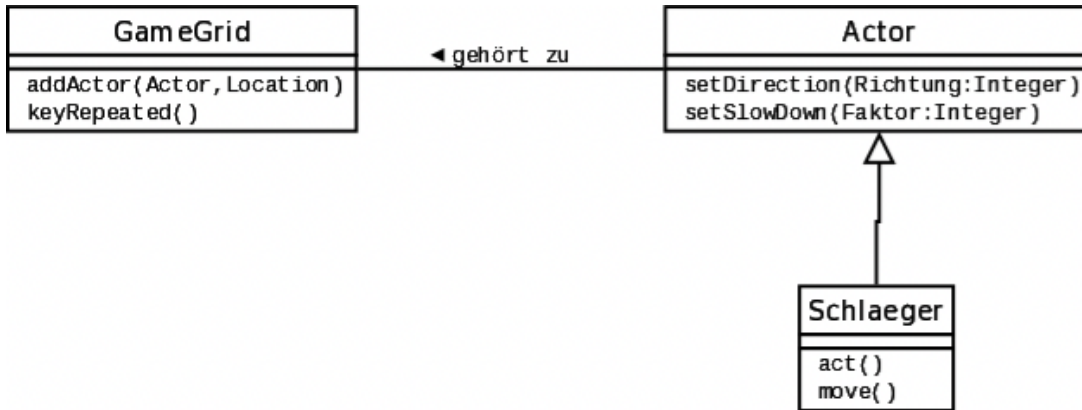 GameGrid
addActor(Actor,Location)
keyRepeated()
◄ gehört zu
Actor
setDirection(Richtung:Integer)
setSlowDown(Faktor:Integer)
Schlaeger
act()
move()